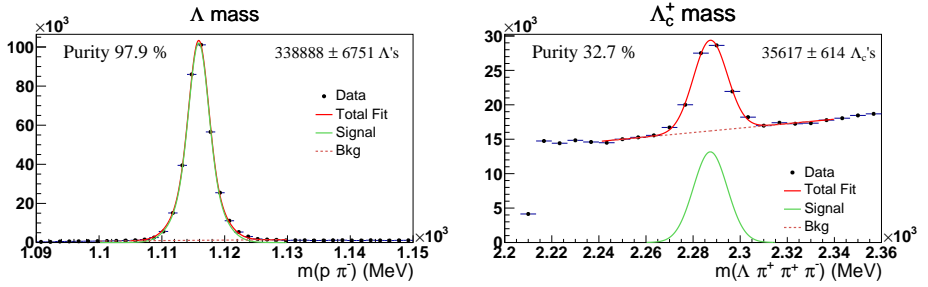 Λ mass
×10³
100
80
60
40
20
0
Purity 97.9 %
338888 ± 6751 Λ's
Data
Total Fit
Signal
Bkg
1.09 1.1 1.11 1.12 1.13 1.14 1.15
×10³
m(p π⁻) (MeV)
Λ⁺c mass
×10³
30
25
20
15
10
5
0
Purity 32.7 %
35617 ± 614 Λc's
Data
Total Fit
Signal
Bkg
2.2 2.22 2.24 2.26 2.28 2.3 2.32 2.34 2.36
×10³
m(Λ π⁺ π⁺ π⁻) (MeV)